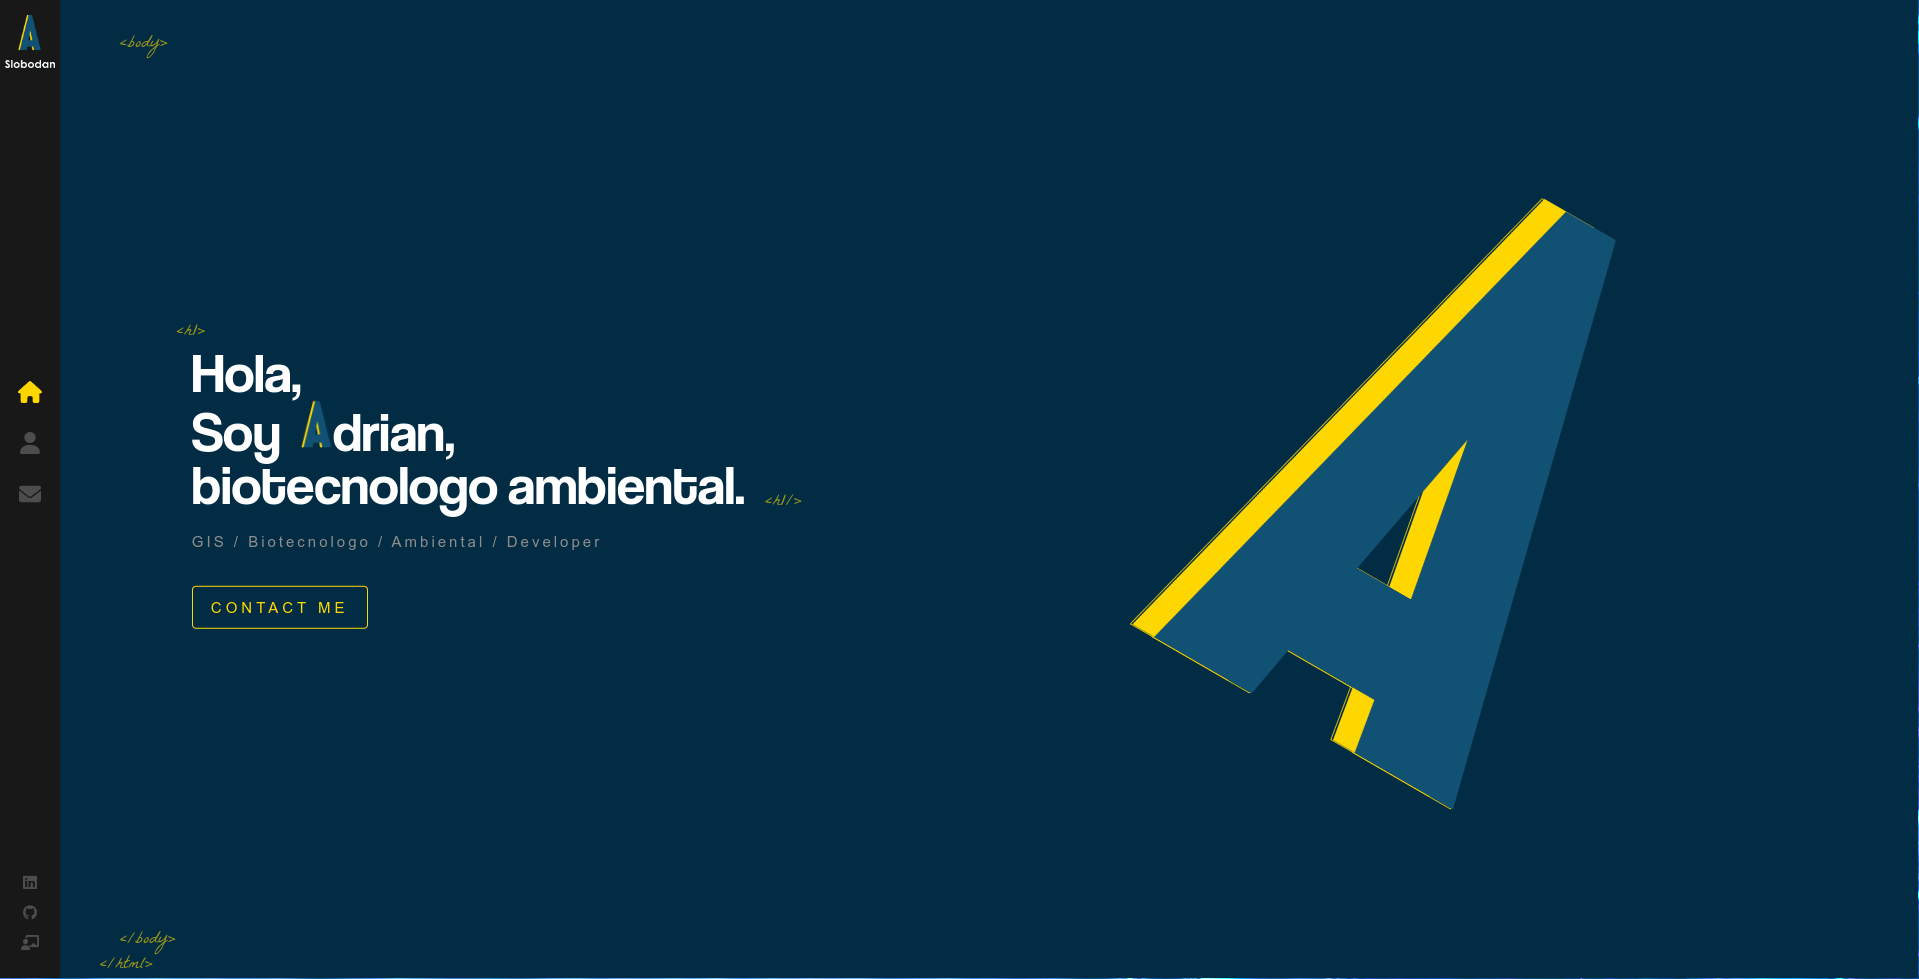 Slobodan
<body>
<h1>
Hola,
Soy Adrian,
biotecnologo ambiental.
<h1/>
GIS / Biotecnologo / Ambiental / Developer
CONTACT ME
A
</body>
</html>